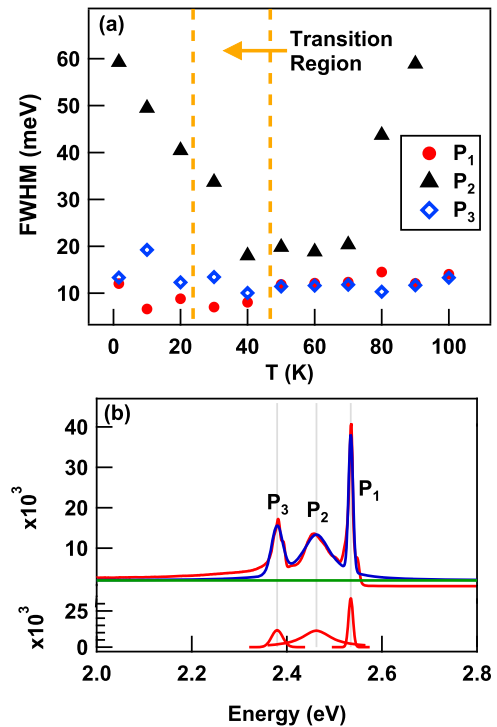 (a)
Transition
Region
60
50
40
30
20
10
FWHM (meV)
P₁
P₂
P₃
0 20 40 60 80 100
T (K)
(b)
40
30
20
10
x10³
P₃
P₂
P₁
25
0
x10³
2.0 2.2 2.4 2.6 2.8
Energy (eV)